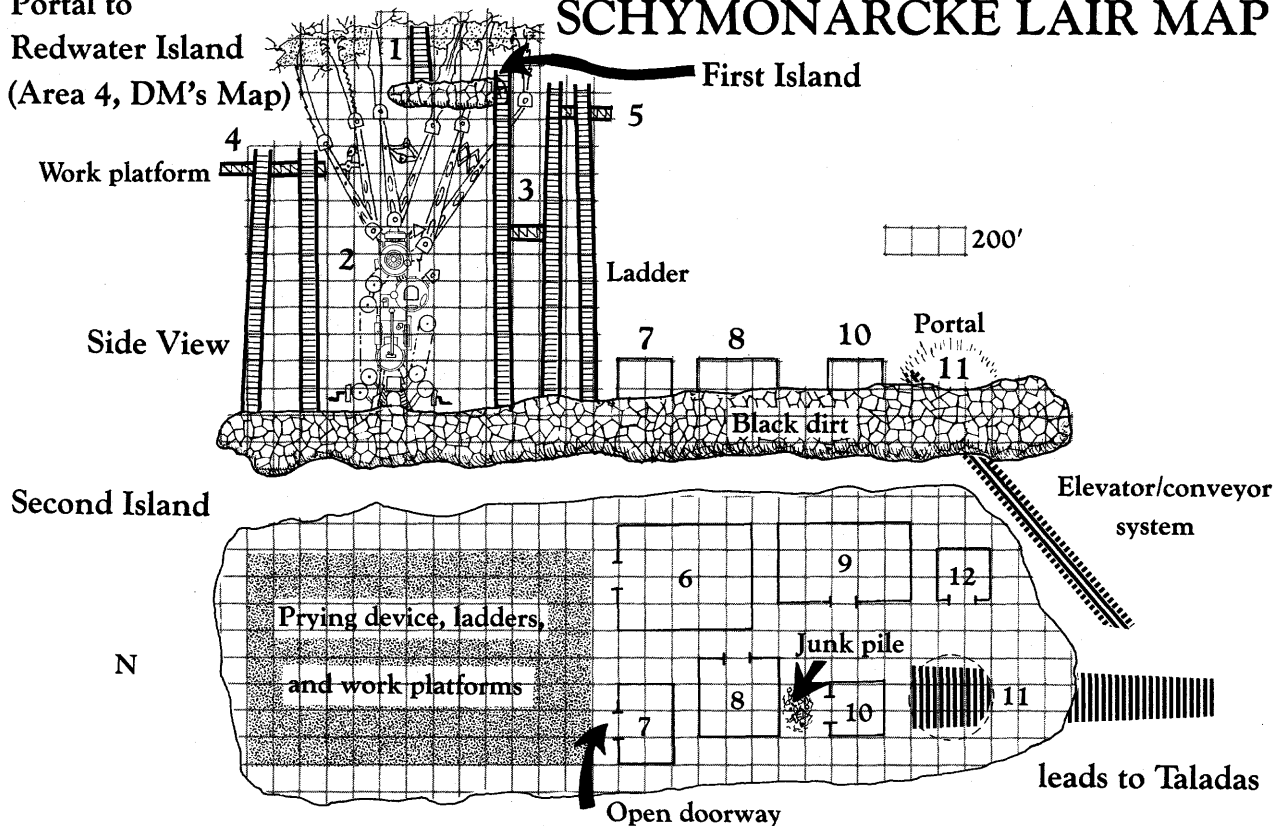 Portal to
Redwater Island
(Area 4, DM's Map)
SCHYMONARCKE LAIR MAP
1
First Island
5
4
Work platform
3
2
200'
Ladder
Side View
7
8
10
Portal
11
Black dirt
Second Island
Elevator/conveyor
system
6
9
12
Prying device, ladders,
and work platforms
N
Junk pile
7
8
10
11
leads to Taladas
Open doorway